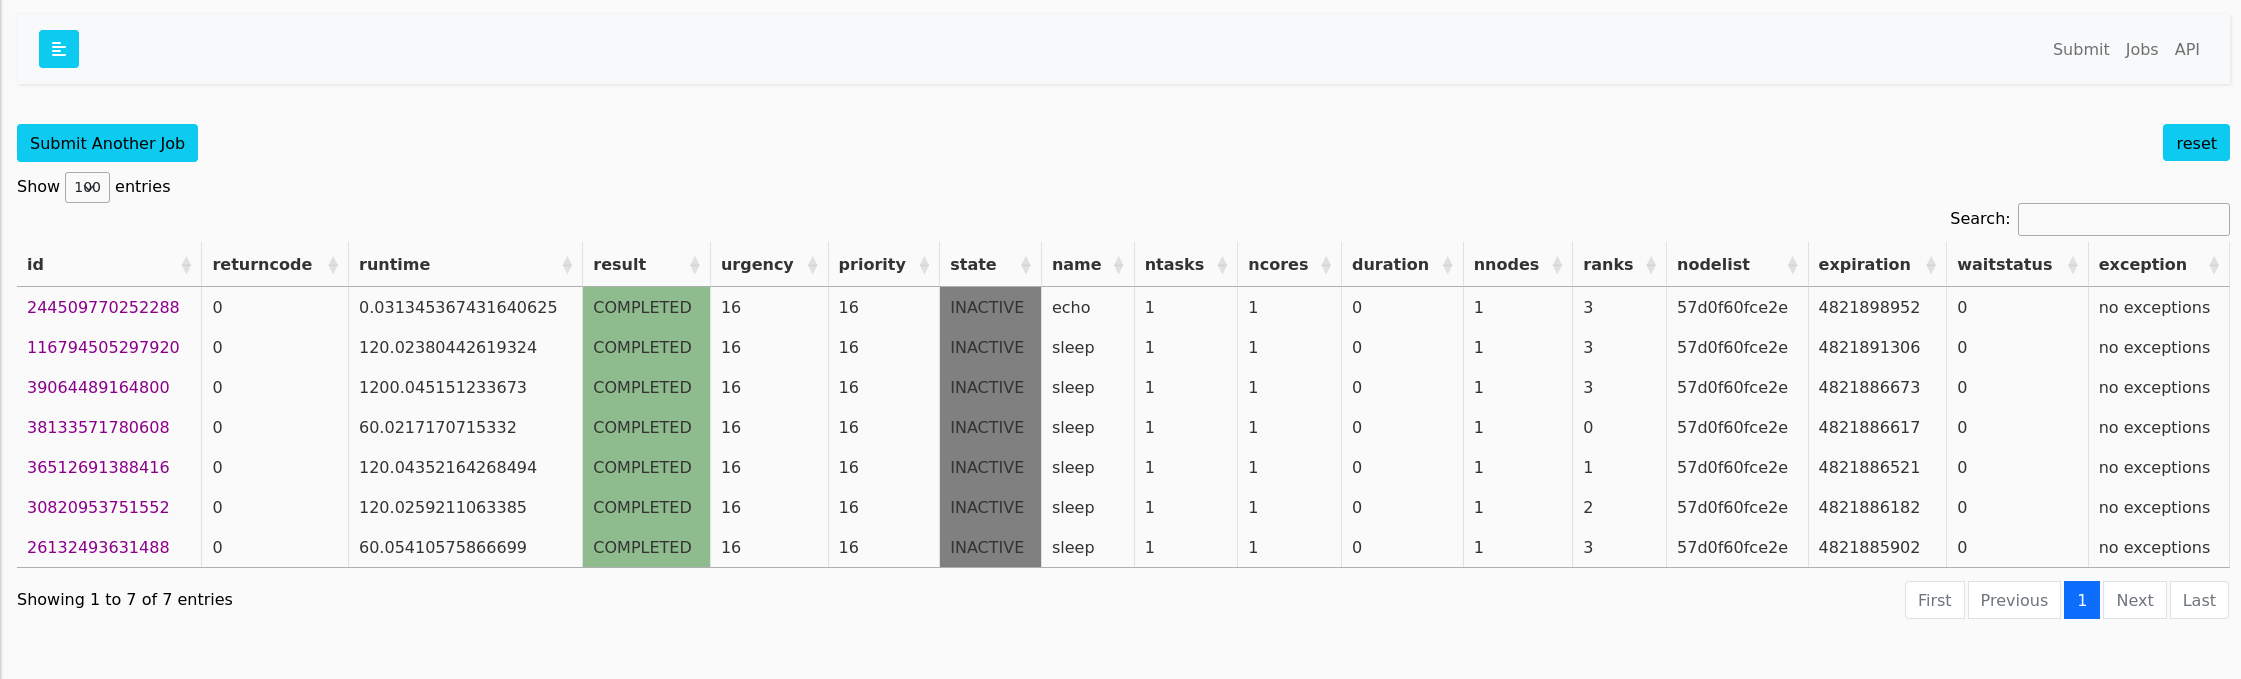 Submit Jobs API
Submit Another Job reset
Show 100 entries
Search:
id returncode runtime result urgency priority state name ntasks ncores duration nnodes ranks nodelist expiration waitstatus exception
244509770252288 0 0.031345367431640625 COMPLETED 16 16 INACTIVE echo 1 1 0 1 3 57d0f60fce2e 4821898952 0 no exceptions
116794505297920 0 120.02380442619324 COMPLETED 16 16 INACTIVE sleep 1 1 0 1 3 57d0f60fce2e 4821891306 0 no exceptions
39064489164800 0 1200.045151233673 COMPLETED 16 16 INACTIVE sleep 1 1 0 1 3 57d0f60fce2e 4821886673 0 no exceptions
38133571780608 0 60.0217170715332 COMPLETED 16 16 INACTIVE sleep 1 1 0 1 0 57d0f60fce2e 4821886617 0 no exceptions
36512691388416 0 120.04352164268494 COMPLETED 16 16 INACTIVE sleep 1 1 0 1 1 57d0f60fce2e 4821886521 0 no exceptions
30820953751552 0 120.0259211063385 COMPLETED 16 16 INACTIVE sleep 1 1 0 1 2 57d0f60fce2e 4821886182 0 no exceptions
26132493631488 0 60.05410575866699 COMPLETED 16 16 INACTIVE sleep 1 1 0 1 3 57d0f60fce2e 4821885902 0 no exceptions
Showing 1 to 7 of 7 entries First Previous 1 Next Last